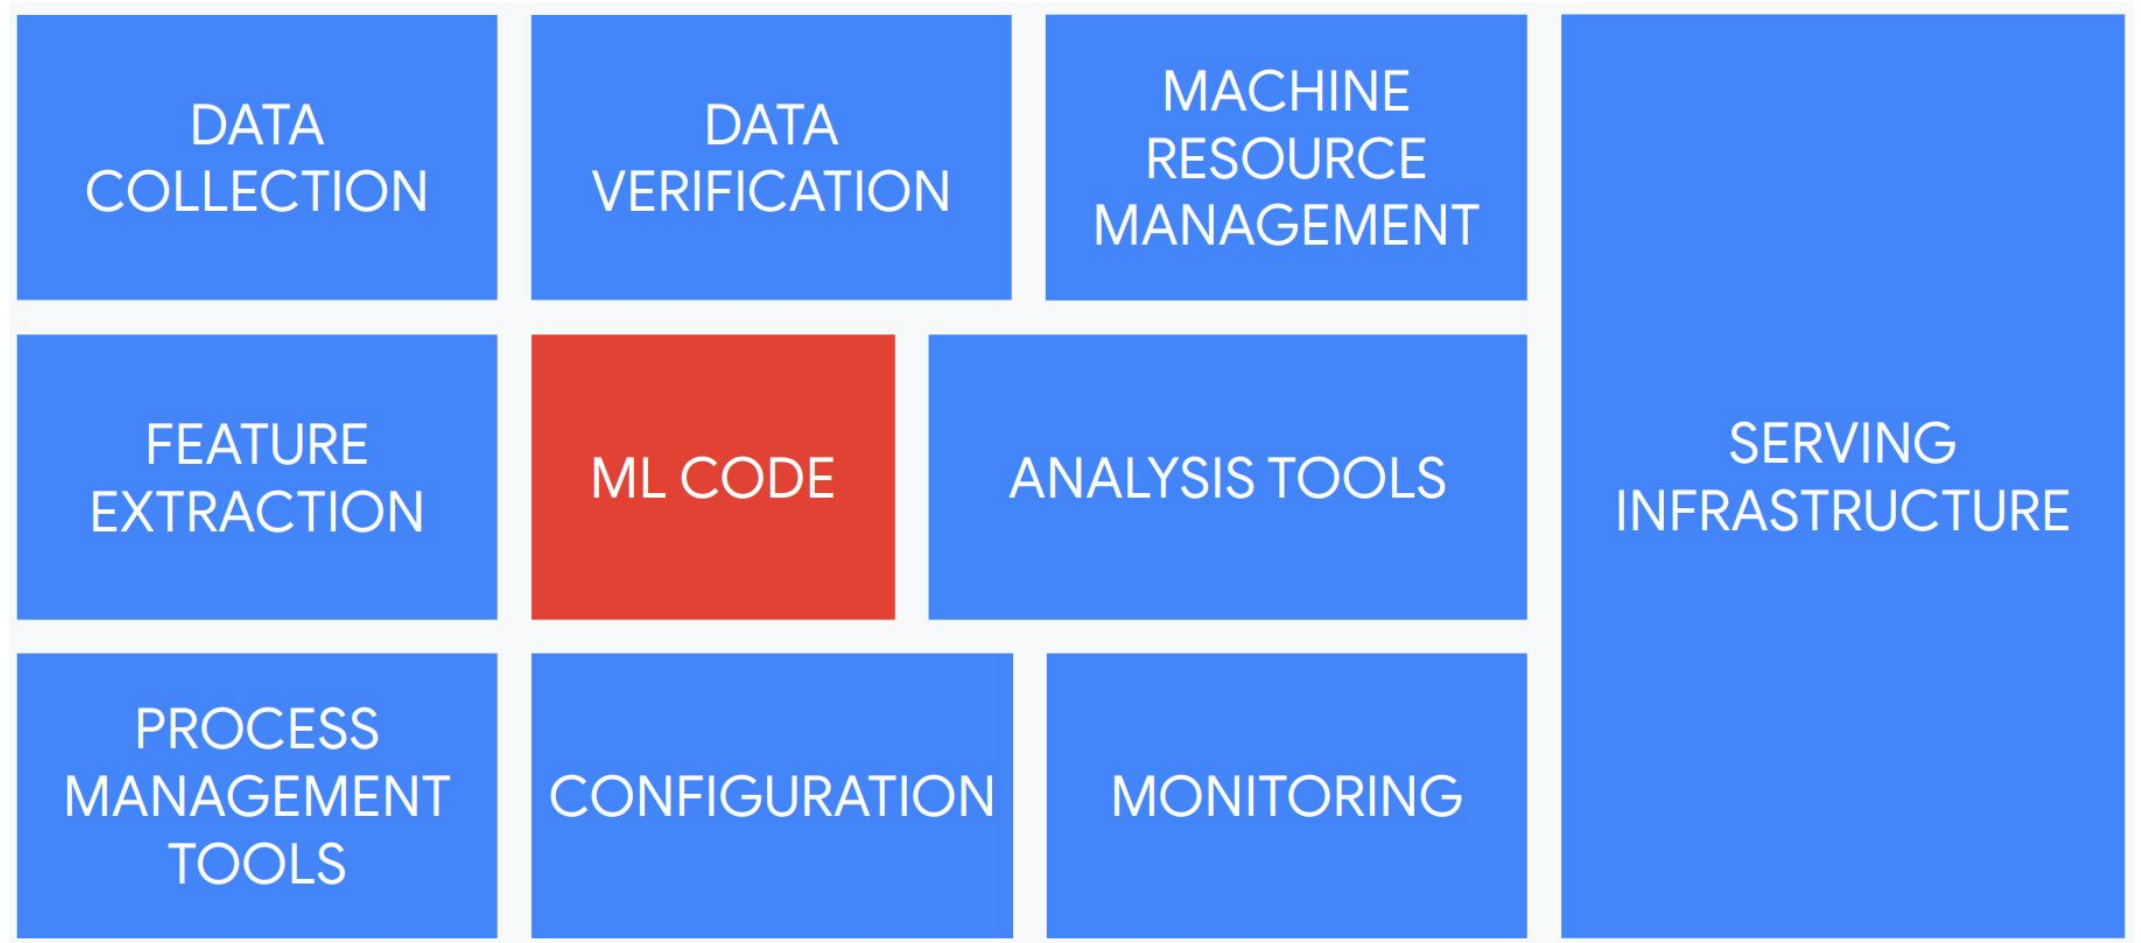 DATA
COLLECTION
DATA
VERIFICATION
MACHINE
RESOURCE
MANAGEMENT
FEATURE
EXTRACTION
ML CODE
ANALYSIS TOOLS
SERVING
INFRASTRUCTURE
PROCESS
MANAGEMENT
TOOLS
CONFIGURATION
MONITORING